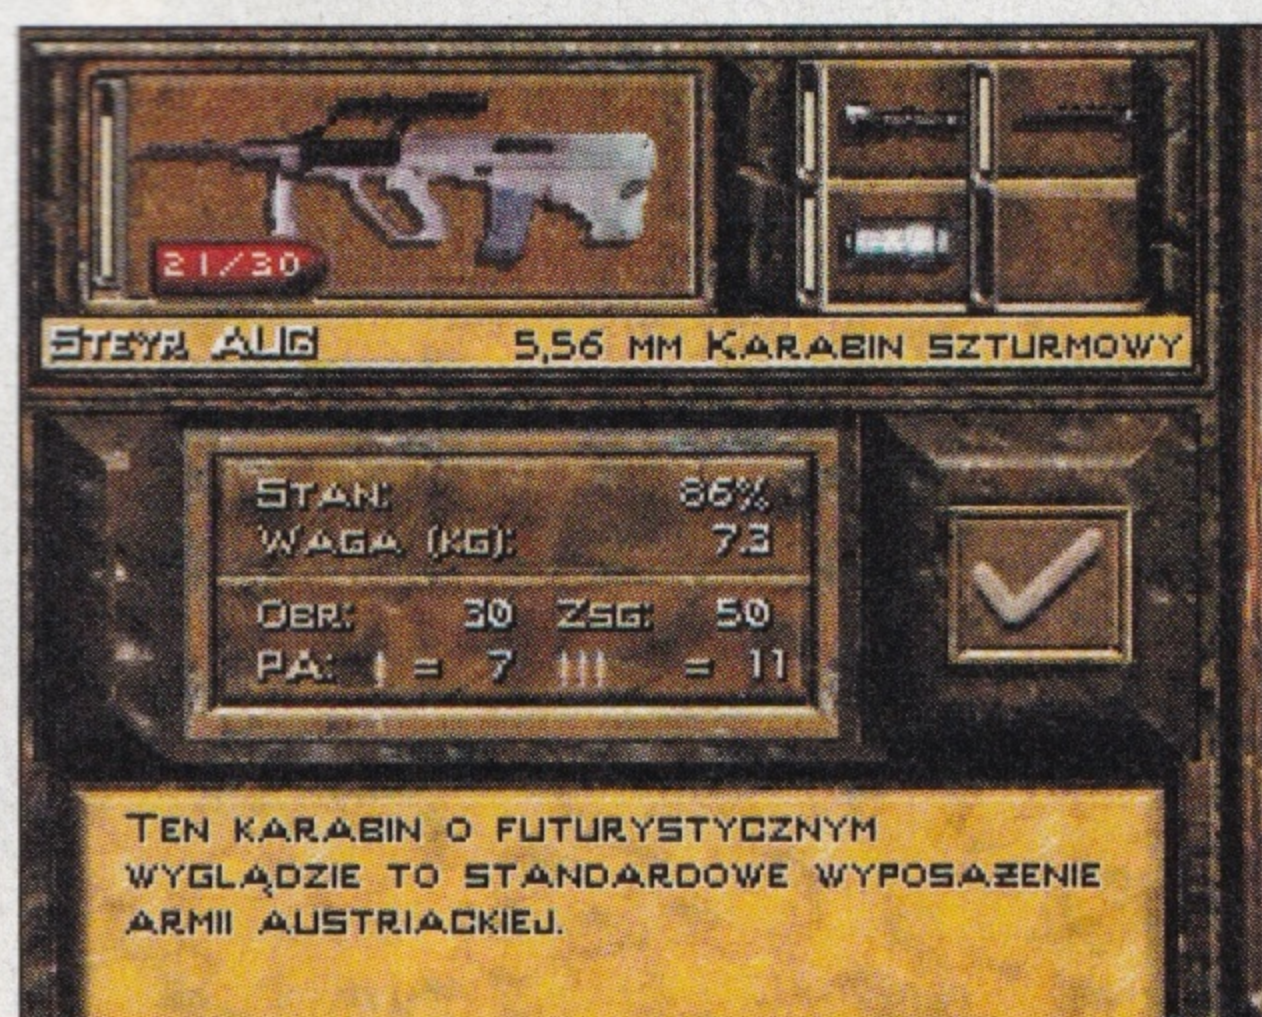 21/30
STEYR AUG 5,56 MM KARABIN SZTURMOWY
STAN: 86%
WAGA (KG): 7.3
OBR: 30 ZSG: 50
PA: = 7 = 11
TEN KARABIN O FUTURYSTYCZNYM
WYGLĄDZIE TO STANDARDOWE WYPOSAŻENIE
ARMII AUSTRIACKIEJ.